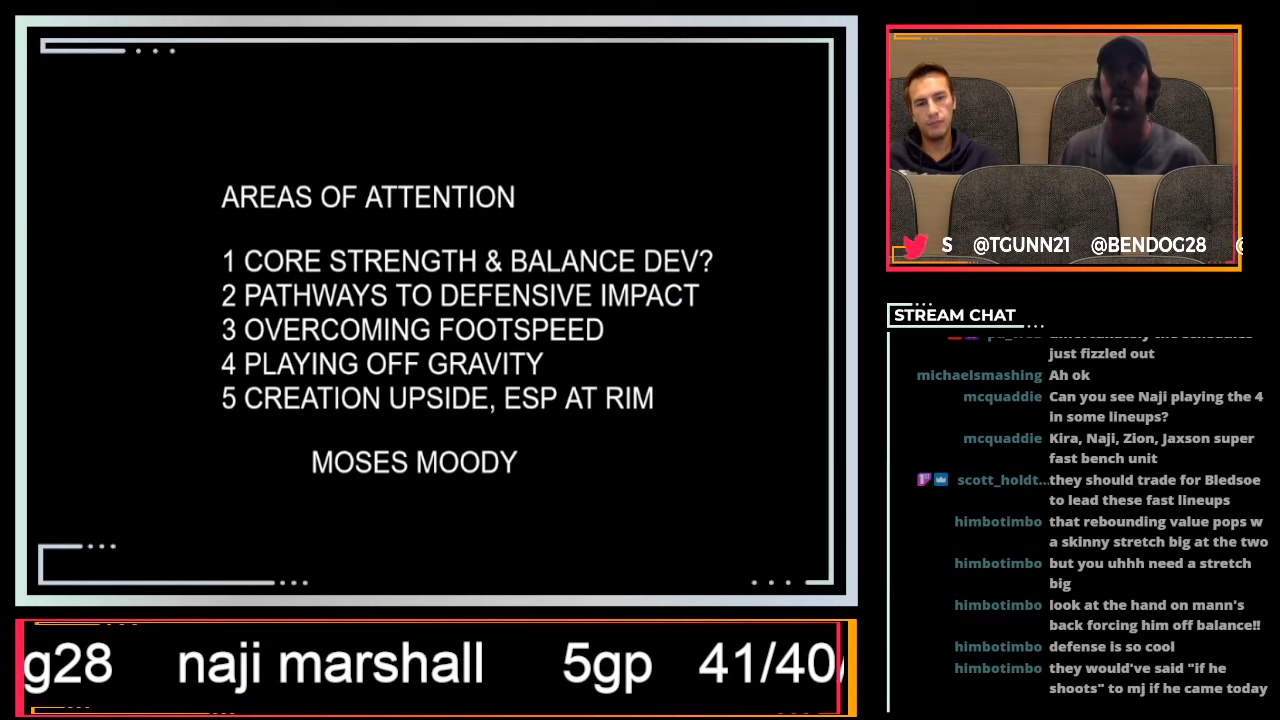 AREAS OF ATTENTION
1 CORE STRENGTH & BALANCE DEV?
2 PATHWAYS TO DEFENSIVE IMPACT
3 OVERCOMING FOOTSPEED
4 PLAYING OFF GRAVITY
5 CREATION UPSIDE, ESP AT RIM
MOSES MOODY
g28 naji marshall 5gp 41/40/
S @TGUNN21 @BENDOG28 @
STREAM CHAT
just fizzled out
michaelsmashing Ah ok
mcquaddie Can you see Naji playing the 4
in some lineups?
mcquaddie Kira, Naji, Zion, Jaxson super
fast bench unit
scott_holdt... they should trade for Bledsoe
to lead these fast lineups
himbotimbo that rebounding value pops w
a skinny stretch big at the two
himbotimbo but you uhhh need a stretch
big
himbotimbo look at the hand on mann's
back forcing him off balance!!
himbotimbo defense is so cool
himbotimbo they would've said "if he
shoots" to mj if he came today